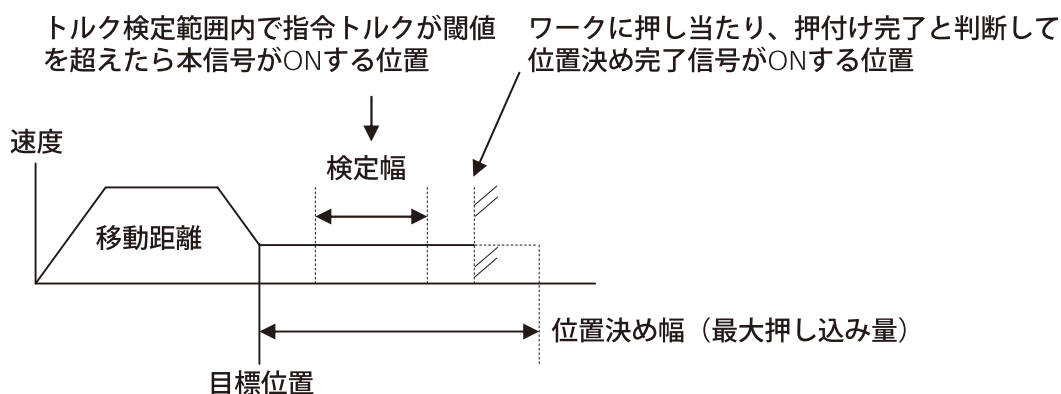 トルク検定範囲内で指令トルクが閾値
を超えたら本信号がONする位置
ワークに押し当たり、押付け完了と判断して
位置決め完了信号がONする位置
速度
検定幅
移動距離
位置決め幅（最大押し込み量）
目標位置